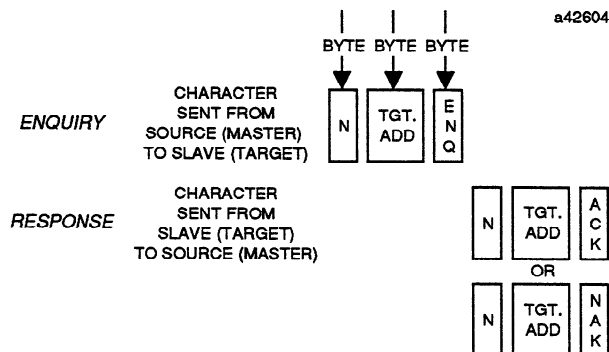 a42604
BYTE BYTE BYTE
ENQUIRY
CHARACTER
SENT FROM
SOURCE (MASTER)
TO SLAVE (TARGET)
N
TGT.
ADD
E
N
Q
RESPONSE
CHARACTER
SENT FROM
SLAVE (TARGET)
TO SOURCE (MASTER)
N
TGT.
ADD
A
C
K
OR
N
TGT.
ADD
N
A
K